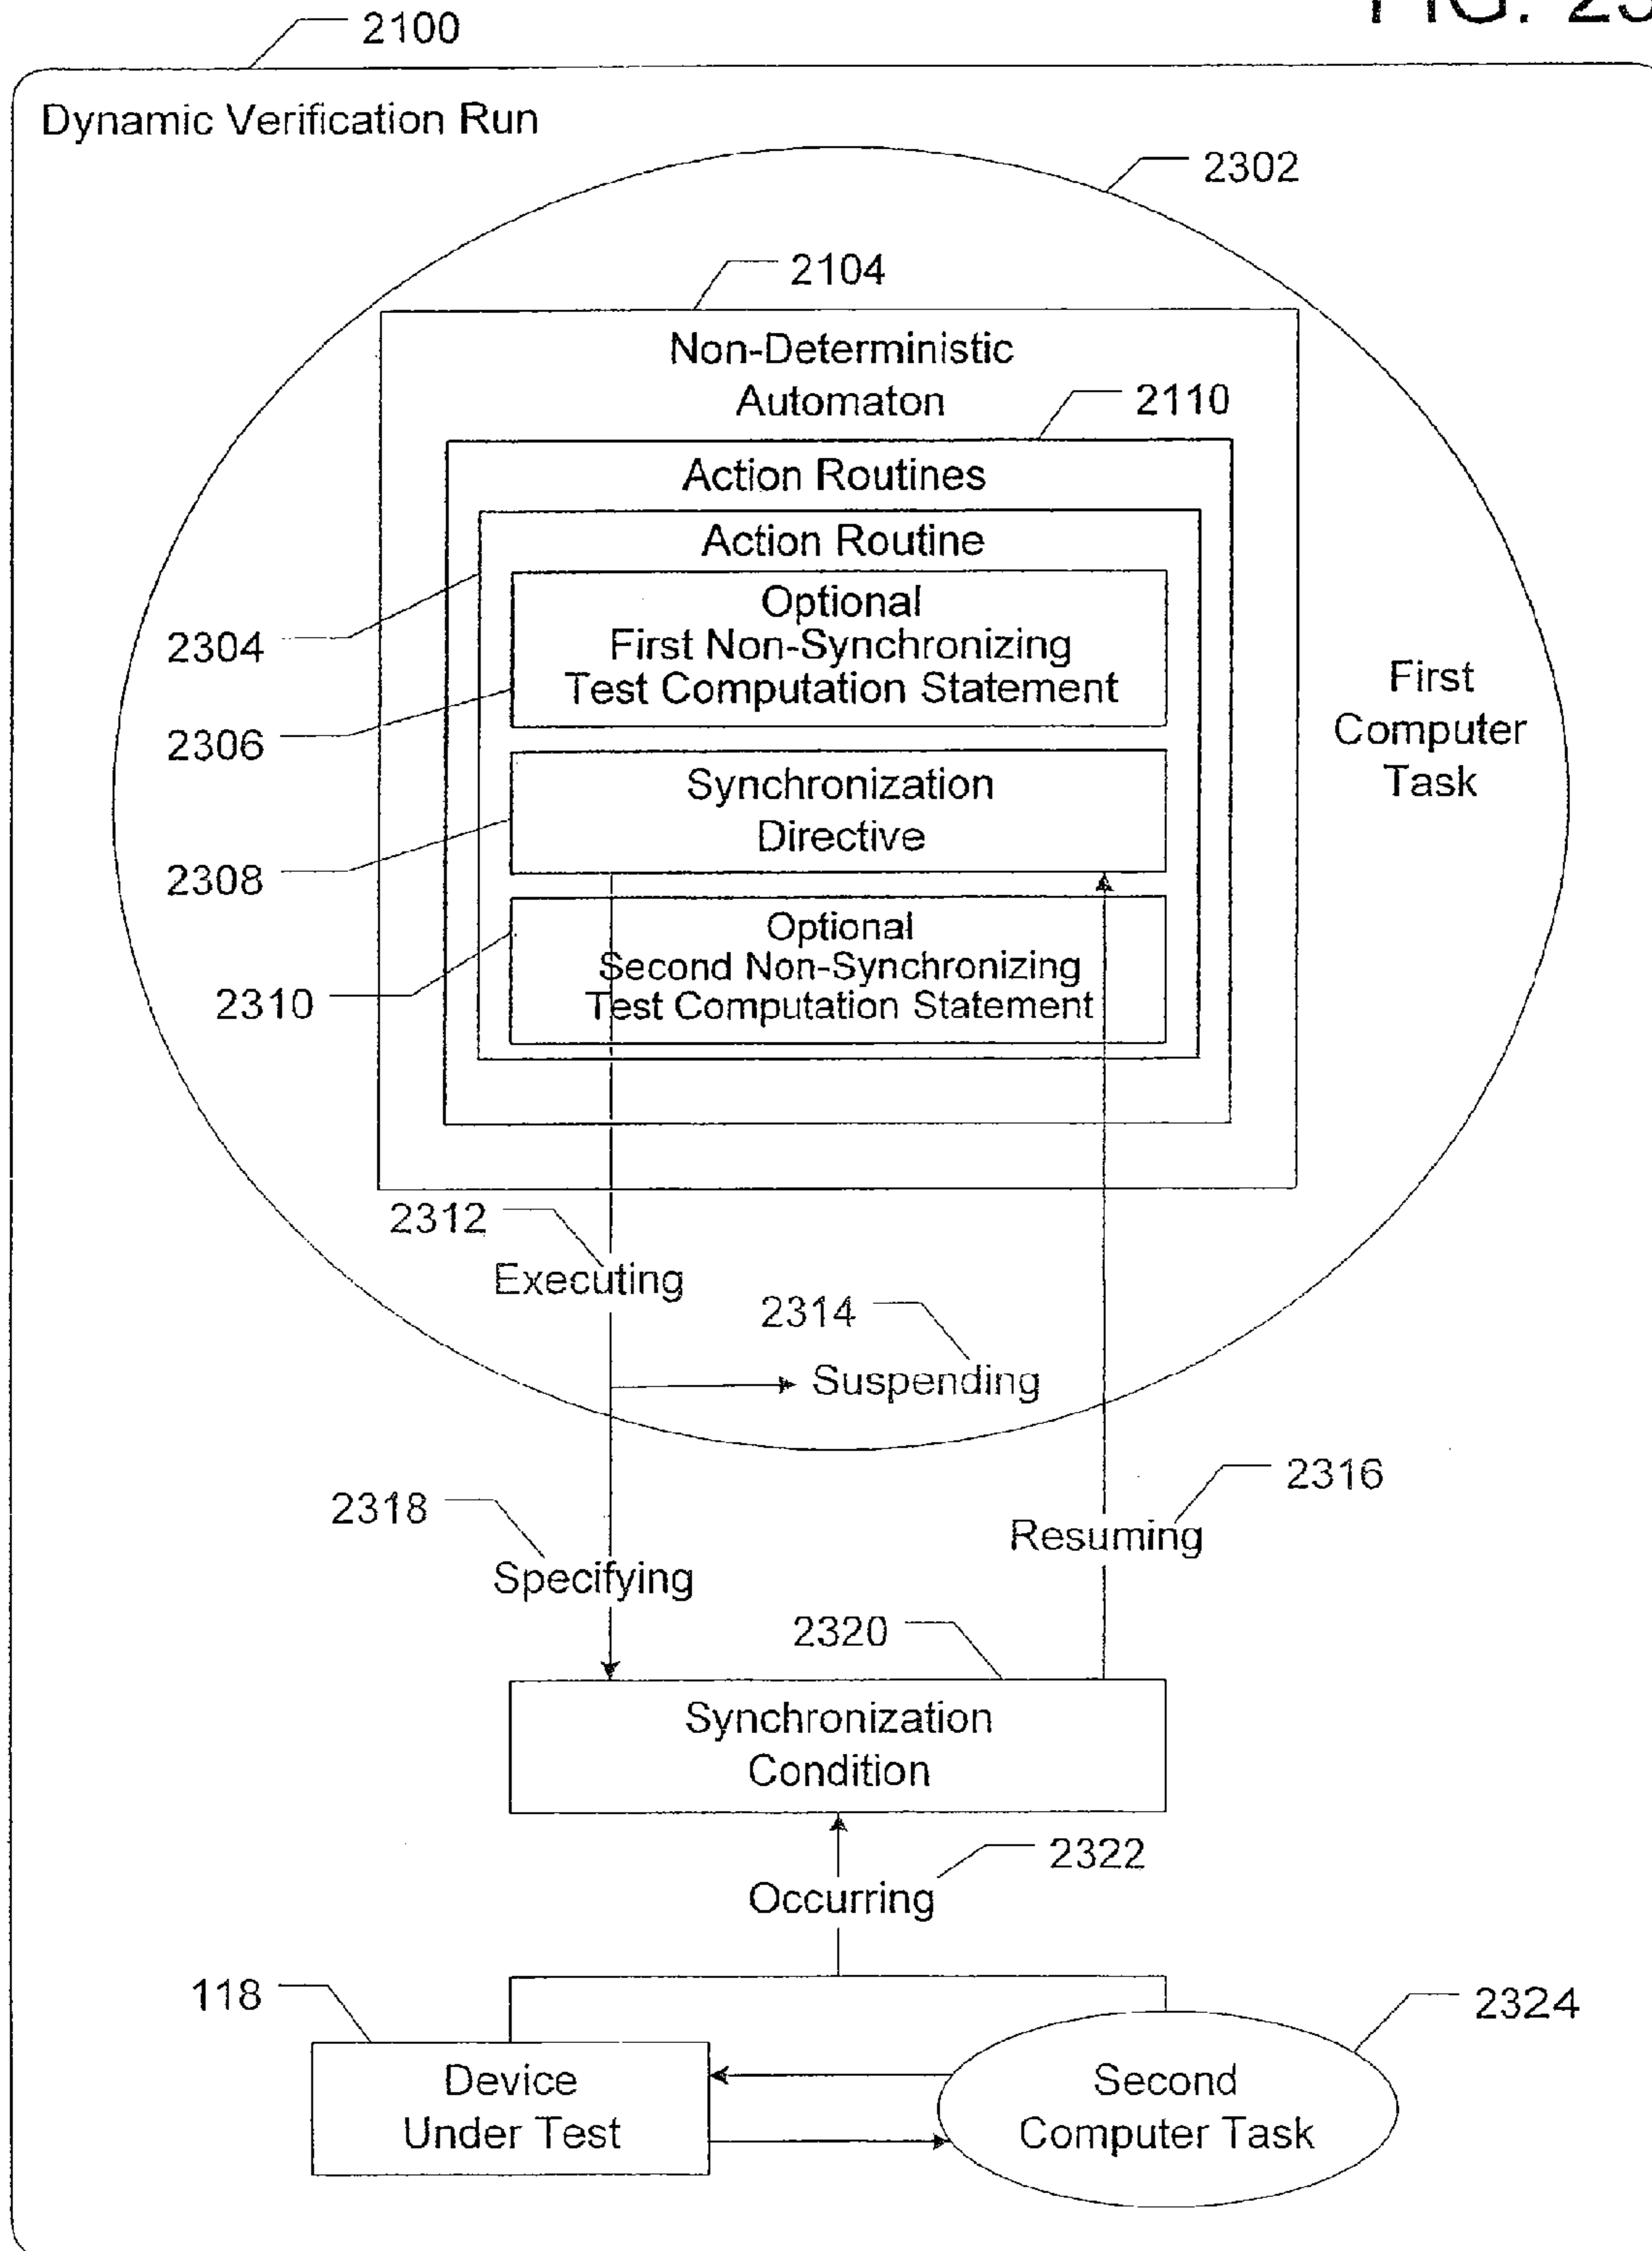 FIG. 23
2100
Dynamic Verification Run
2302
2104
Non-Deterministic
Automaton
2110
Action Routines
Action Routine
Optional
First Non-Synchronizing
Test Computation Statement
2304
2306
First
Computer
Task
Synchronization
Directive
2308
Optional
Second Non-Synchronizing
Test Computation Statement
2310
2312
Executing
2314
Suspending
2316
2318
Resuming
Specifying
2320
Synchronization
Condition
2322
Occurring
118
2324
Device
Under Test
Second
Computer Task